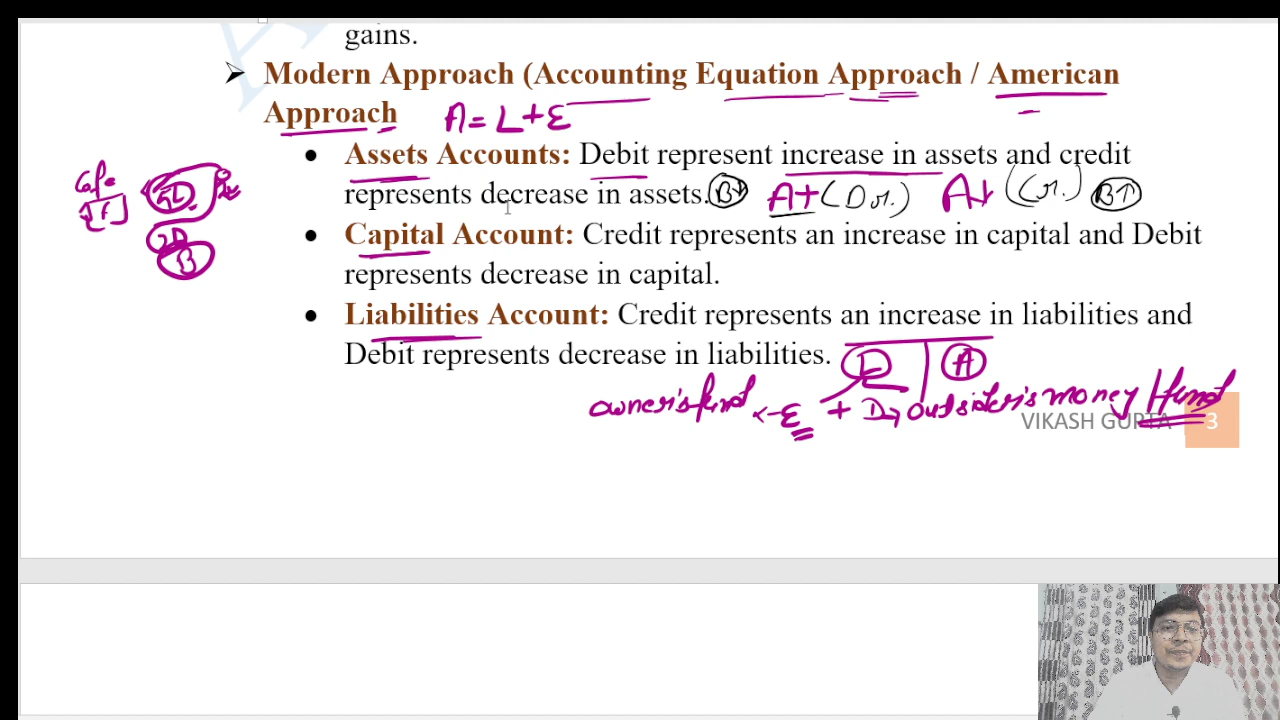 gains.
➤ Modern Approach (Accounting Equation Approach / American
Approach A = L + E
• Assets Accounts: Debit represent increase in assets and credit
represents decrease in assets. B↓ A↑ (Dr.) A↓ (Cr.) B↑
• Capital Account: Credit represents an increase in capital and Debit
represents decrease in capital.
• Liabilities Account: Credit represents an increase in liabilities and
Debit represents decrease in liabilities. L A
owner's fund ← E + D → outsider's money / fund
VIKASH GUPTA 3